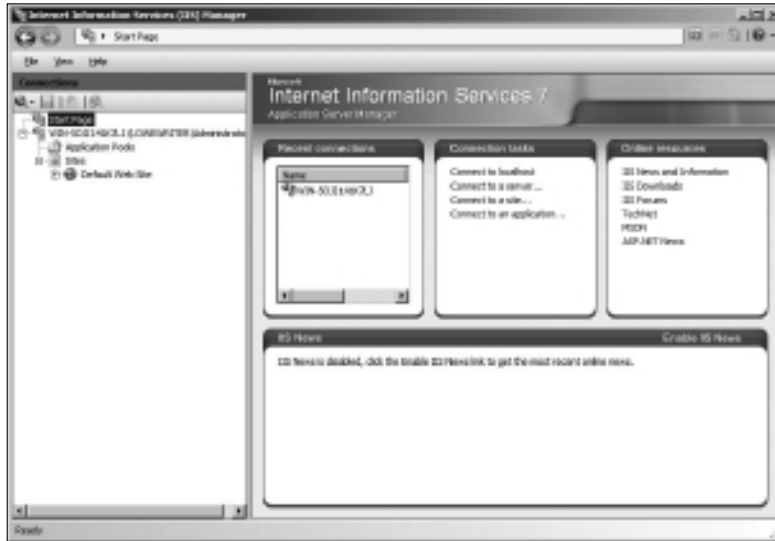 Internet Information Services (IIS) Manager
Start Page
File View Help
Connections
Start Page
Application Pools
Sites
Default Web Site
Microsoft
Internet Information Services 7
Application Server Manager
Recent connections
Name
Connection tasks
Connect to localhost
Connect to a server...
Connect to a site...
Connect to an application...
Online resources
IIS News and Information
IIS Downloads
IIS Forums
TechNet
MSDN
ASP.NET News
IIS News
Enable IIS News
IIS News is disabled, click the Enable IIS News link to get the most recent online news.
Ready